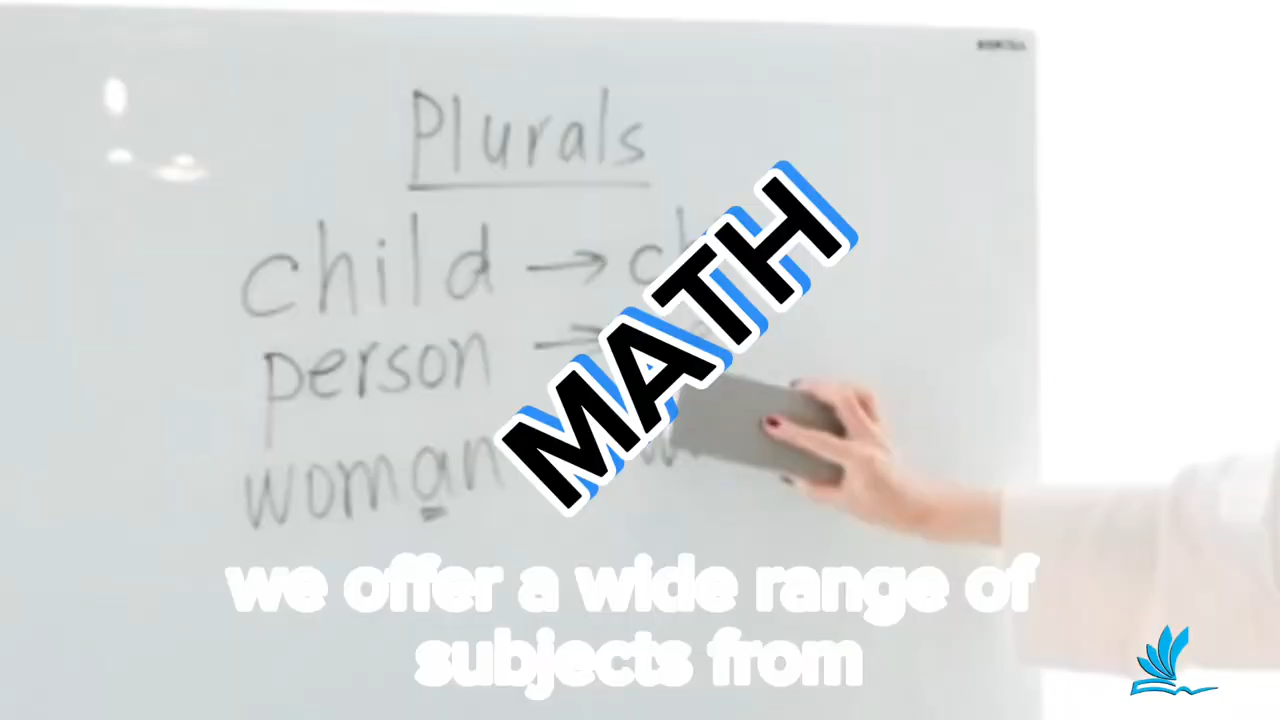 Plurals
child → ch
person →
woman
MATH
we offer a wide range of
subjects from